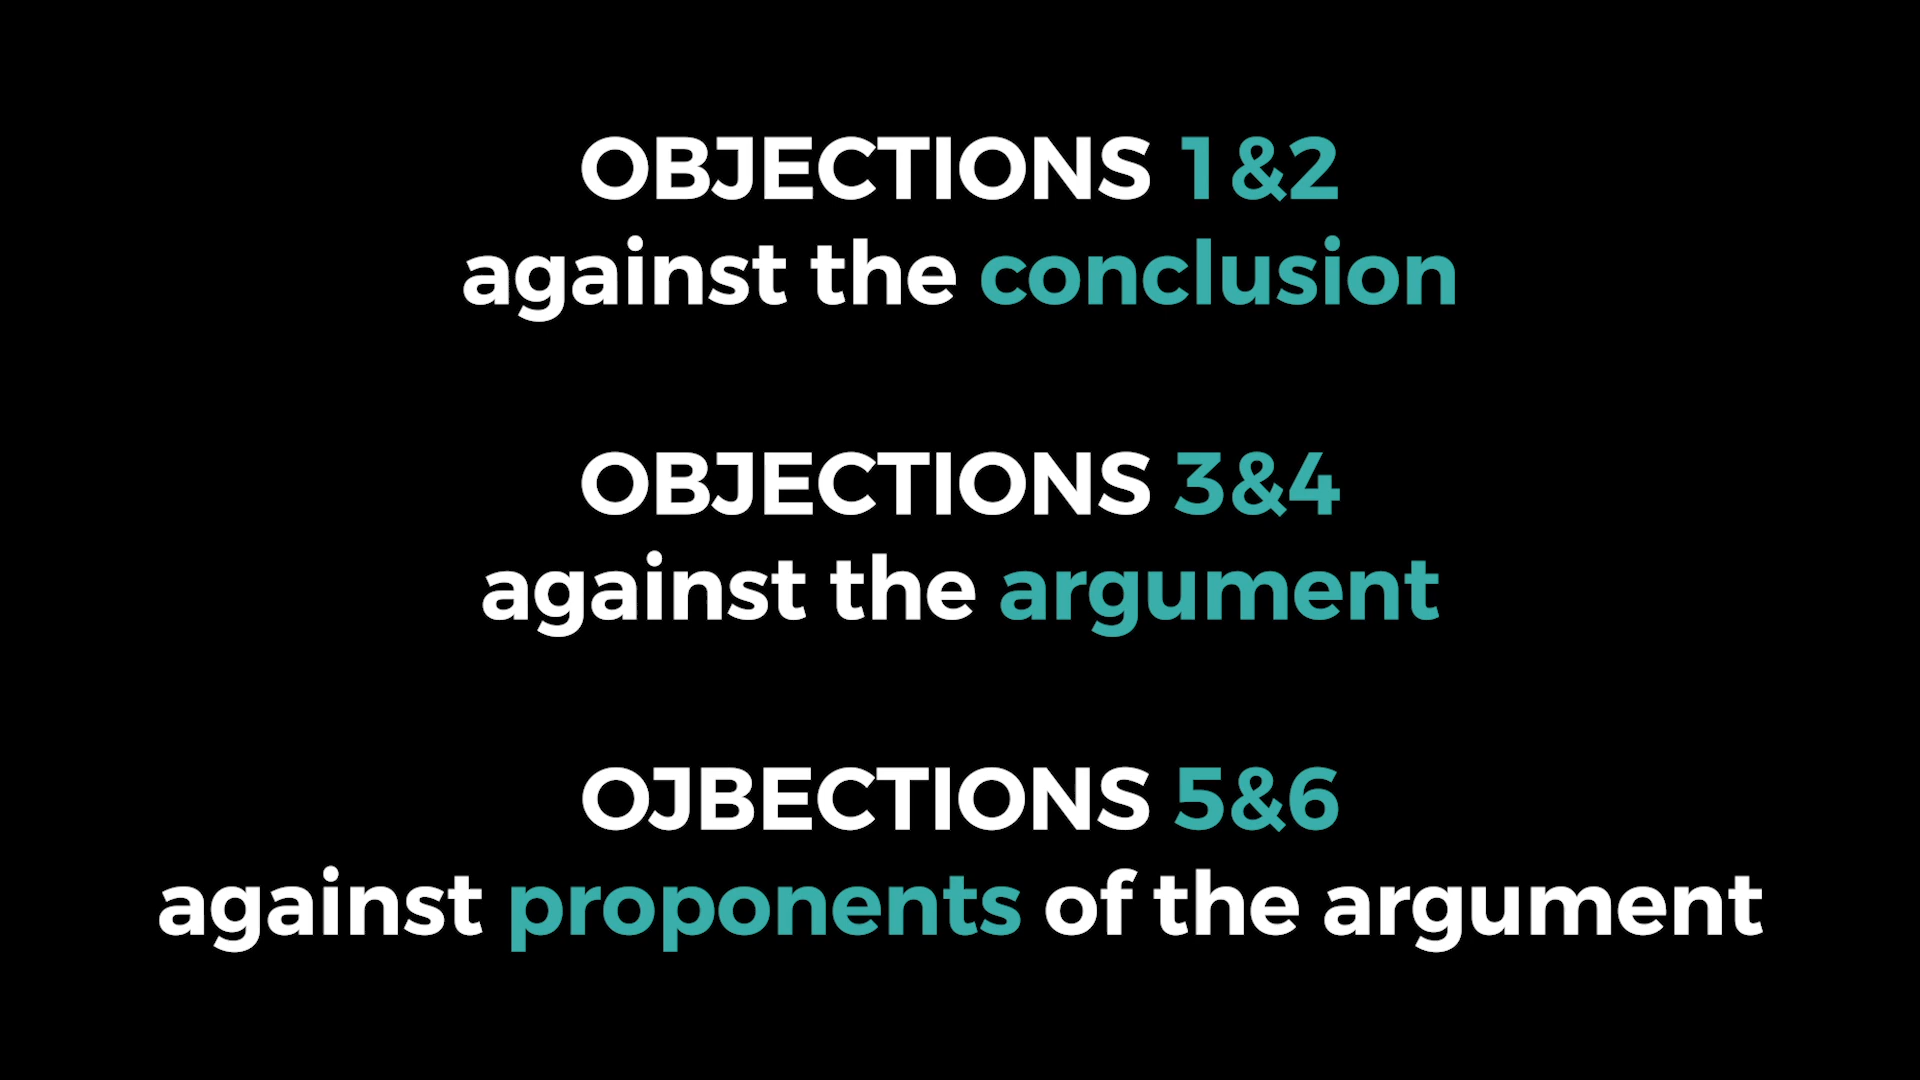 OBJECTIONS 1&2
against the conclusion
OBJECTIONS 3&4
against the argument
OJBECTIONS 5&6
against proponents of the argument